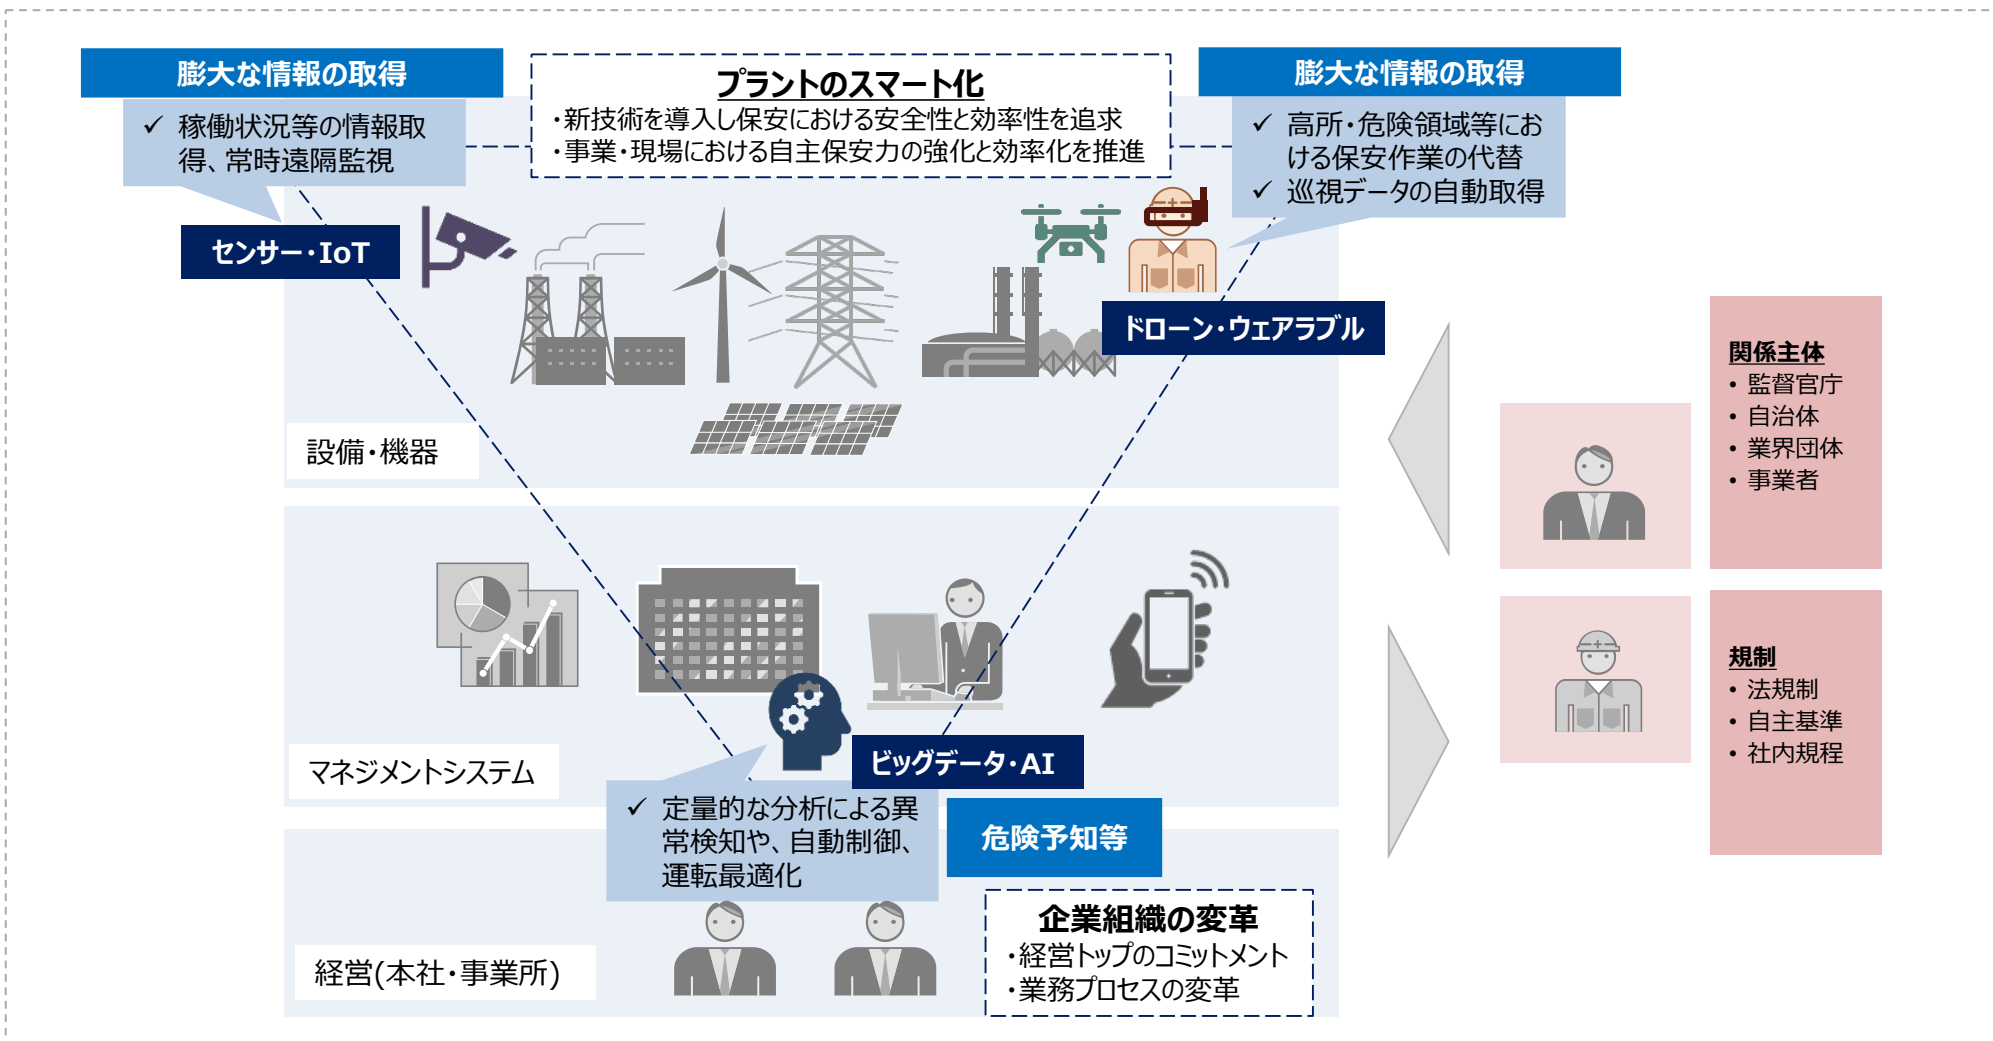 膨大な情報の取得
✓ 稼働状況等の情報取
得、常時遠隔監視
センサー・IoT
プラントのスマート化
・新技術を導入し保安における安全性と効率性を追求
・事業・現場における自主保安力の強化と効率化を推進
膨大な情報の取得
✓ 高所・危険領域等にお
ける保安作業の代替
✓ 巡視データの自動取得
ドローン・ウェアラブル
設備・機器
マネジメントシステム
ビッグデータ・AI
✓ 定量的な分析による異
常検知や、自動制御、
運転最適化
危険予知等
経営(本社・事業所)
企業組織の変革
・経営トップのコミットメント
・業務プロセスの変革
関係主体
• 監督官庁
• 自治体
• 業界団体
• 事業者
規制
• 法規制
• 自主基準
• 社内規程